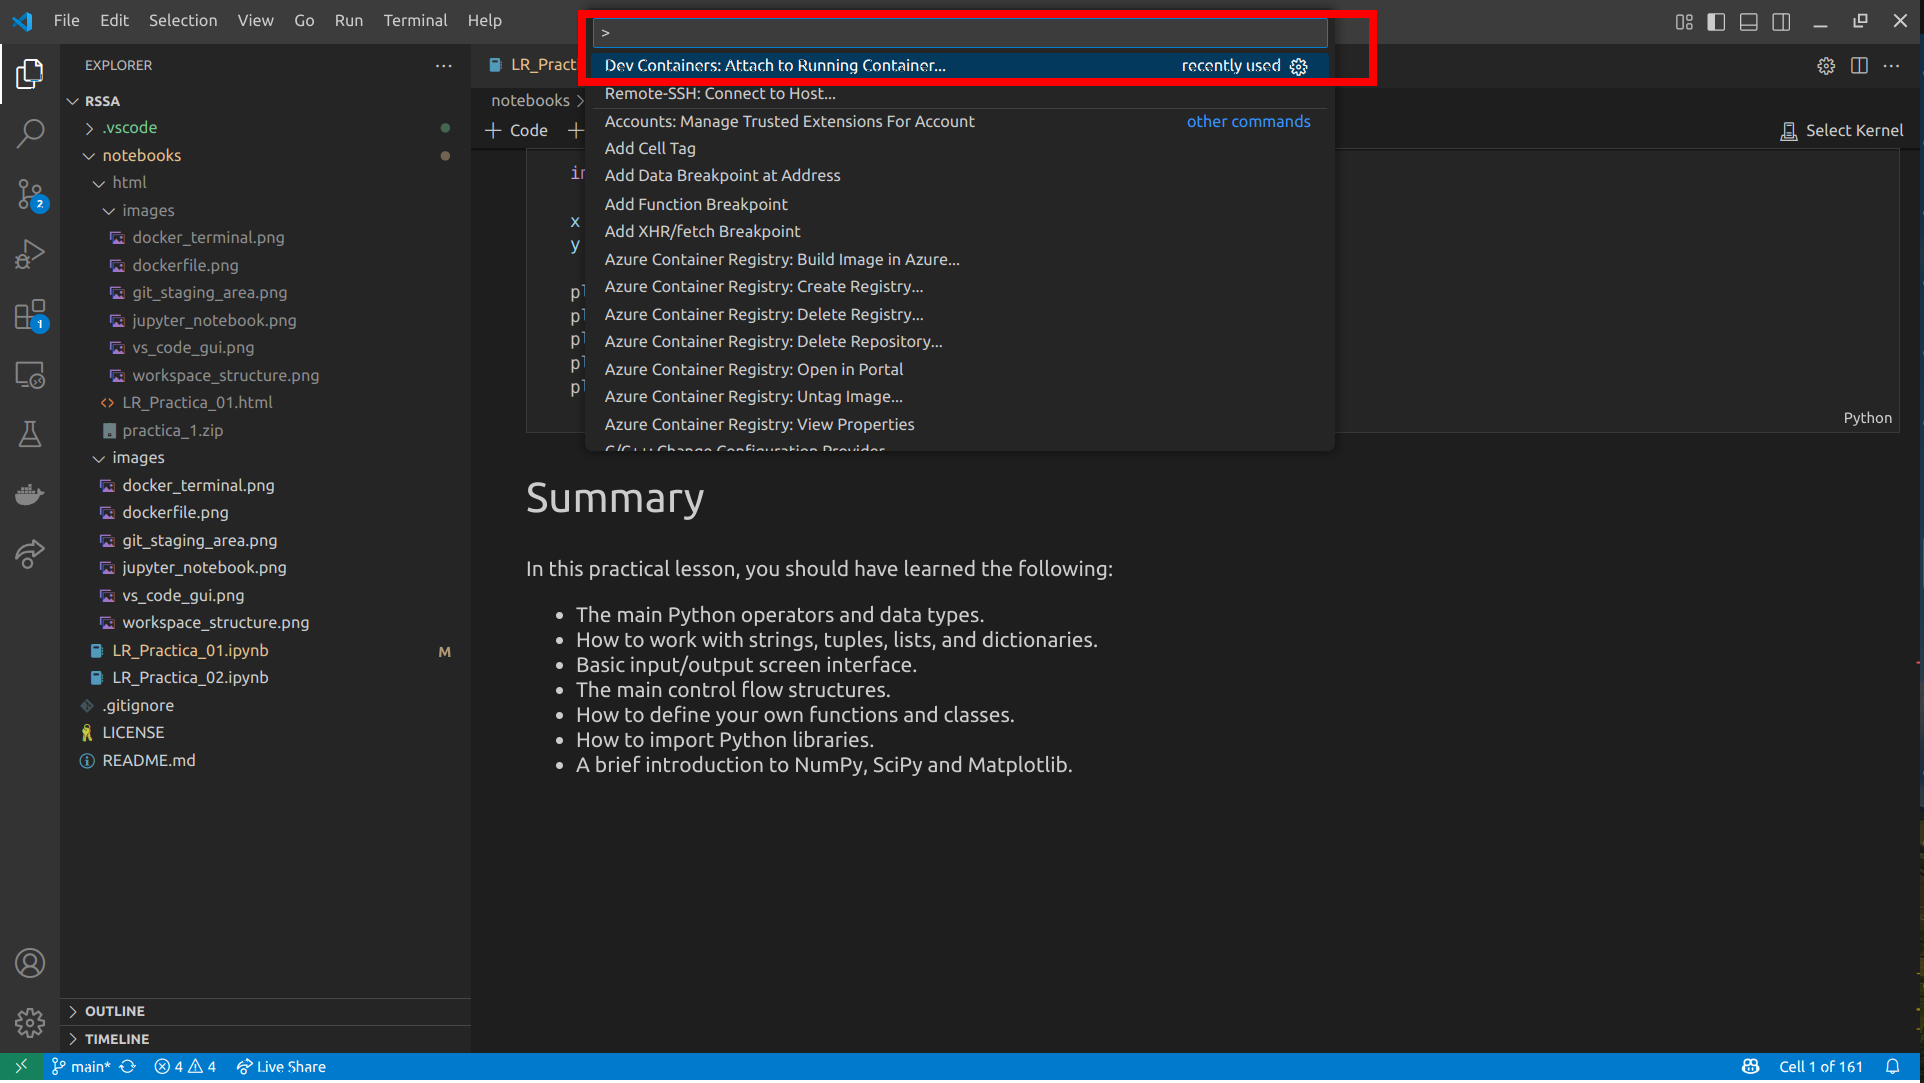 File Edit Selection View Go Run Terminal Help
>
Dev Containers: Attach to Running Container... recently used
Remote-SSH: Connect to Host...
Accounts: Manage Trusted Extensions For Account other commands
Add Cell Tag
Add Data Breakpoint at Address
Add Function Breakpoint
Add XHR/fetch Breakpoint
Azure Container Registry: Build Image in Azure...
Azure Container Registry: Create Registry...
Azure Container Registry: Delete Registry...
Azure Container Registry: Delete Repository...
Azure Container Registry: Open in Portal
Azure Container Registry: Untag Image...
Azure Container Registry: View Properties
C/C++: Change Configuration Provider
EXPLORER
RSSA
.vscode
notebooks
html
images
docker_terminal.png
dockerfile.png
git_staging_area.png
jupyter_notebook.png
vs_code_gui.png
workspace_structure.png
LR_Practica_01.html
practica_1.zip
images
docker_terminal.png
dockerfile.png
git_staging_area.png
jupyter_notebook.png
vs_code_gui.png
workspace_structure.png
LR_Practica_01.ipynb M
LR_Practica_02.ipynb
.gitignore
LICENSE
README.md
OUTLINE
TIMELINE
2
1
LR_Pract
notebooks >
+ Code +
Select Kernel
x
y
pl
pl
pl
pl
pl
Python
Summary
In this practical lesson, you should have learned the following:
• The main Python operators and data types.
• How to work with strings, tuples, lists, and dictionaries.
• Basic input/output screen interface.
• The main control flow structures.
• How to define your own functions and classes.
• How to import Python libraries.
• A brief introduction to NumPy, SciPy and Matplotlib.
main* 4 4 Live Share
Cell 1 of 161